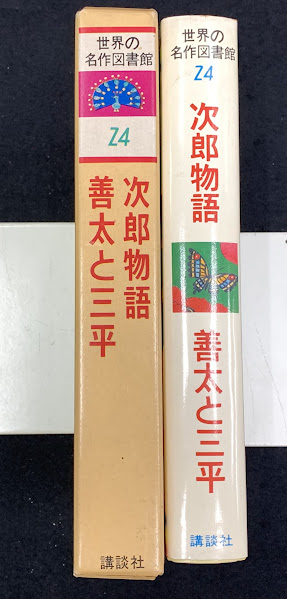 世界の
名作図書館
24
次郎物語
善太と三平
講談社
世界の
名作図書館
24
次郎物語
善太と三平
講談社